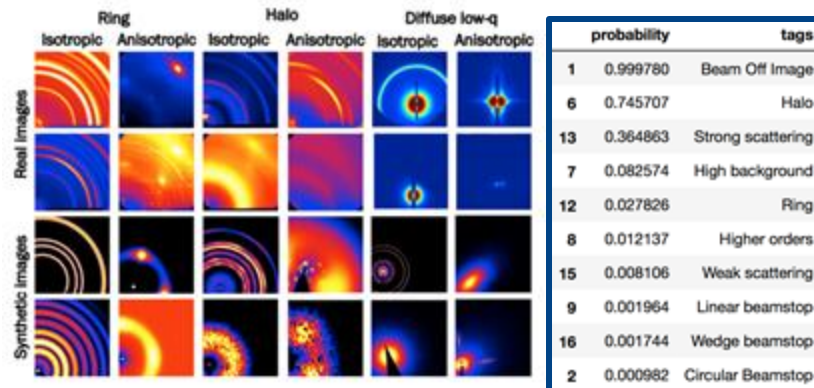 Ring Halo Diffuse low-q
Isotropic Anisotropic Isotropic Anisotropic Isotropic Anisotropic
Real images
Synthetic images
probability tags
1 0.999780 Beam Off Image
6 0.745707 Halo
13 0.364863 Strong scattering
7 0.082574 High background
12 0.027826 Ring
8 0.012137 Higher orders
15 0.008106 Weak scattering
9 0.001964 Linear beamstop
16 0.001744 Wedge beamstop
2 0.000982 Circular Beamstop